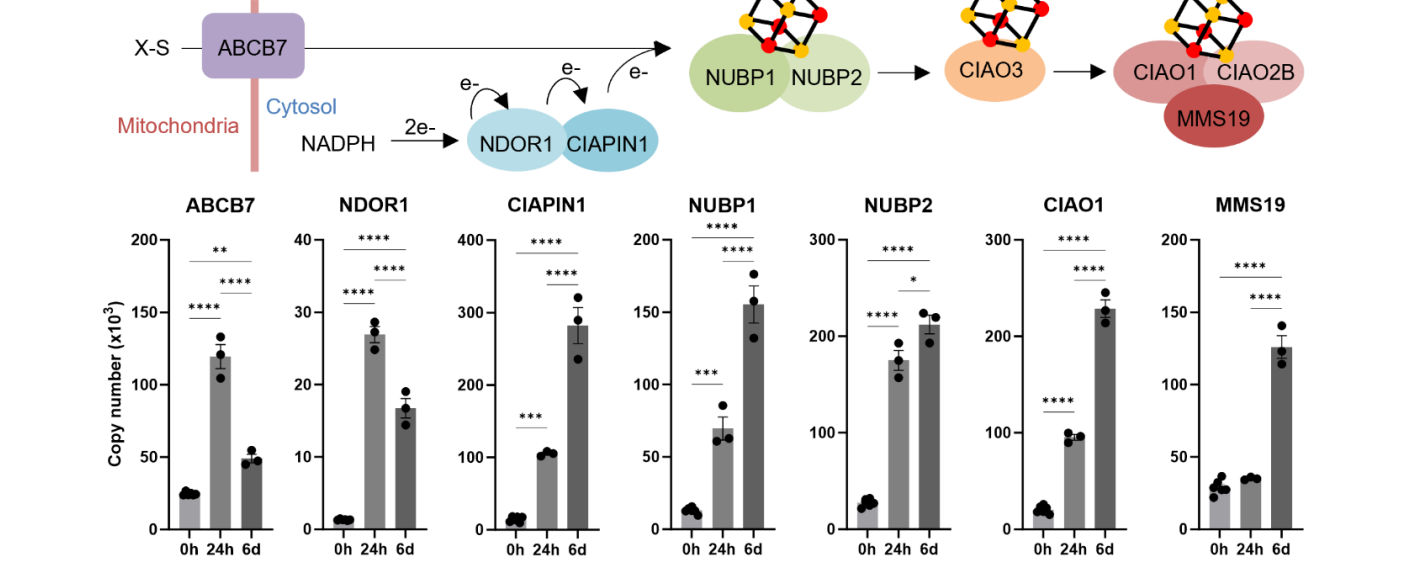 X-S
ABCB7
Mitochondria
Cytosol
NADPH
2e-
e-
e-
e-
NDOR1
CIAPIN1
NUBP1
NUBP2
CIAO3
CIAO1
CIAO2B
MMS19
ABCB7
NDOR1
CIAPIN1
NUBP1
NUBP2
CIAO1
MMS19
Copy number (x10³)
200
150
100
50
0
**
****
****
0h 24h 6d
40
30
20
10
0
****
****
****
0h 24h 6d
400
300
200
100
0
****
****
***
0h 24h 6d
200
150
100
50
0
****
****
***
0h 24h 6d
300
200
100
0
****
*
****
0h 24h 6d
300
200
100
0
****
****
****
0h 24h 6d
200
150
100
50
0
****
****
0h 24h 6d